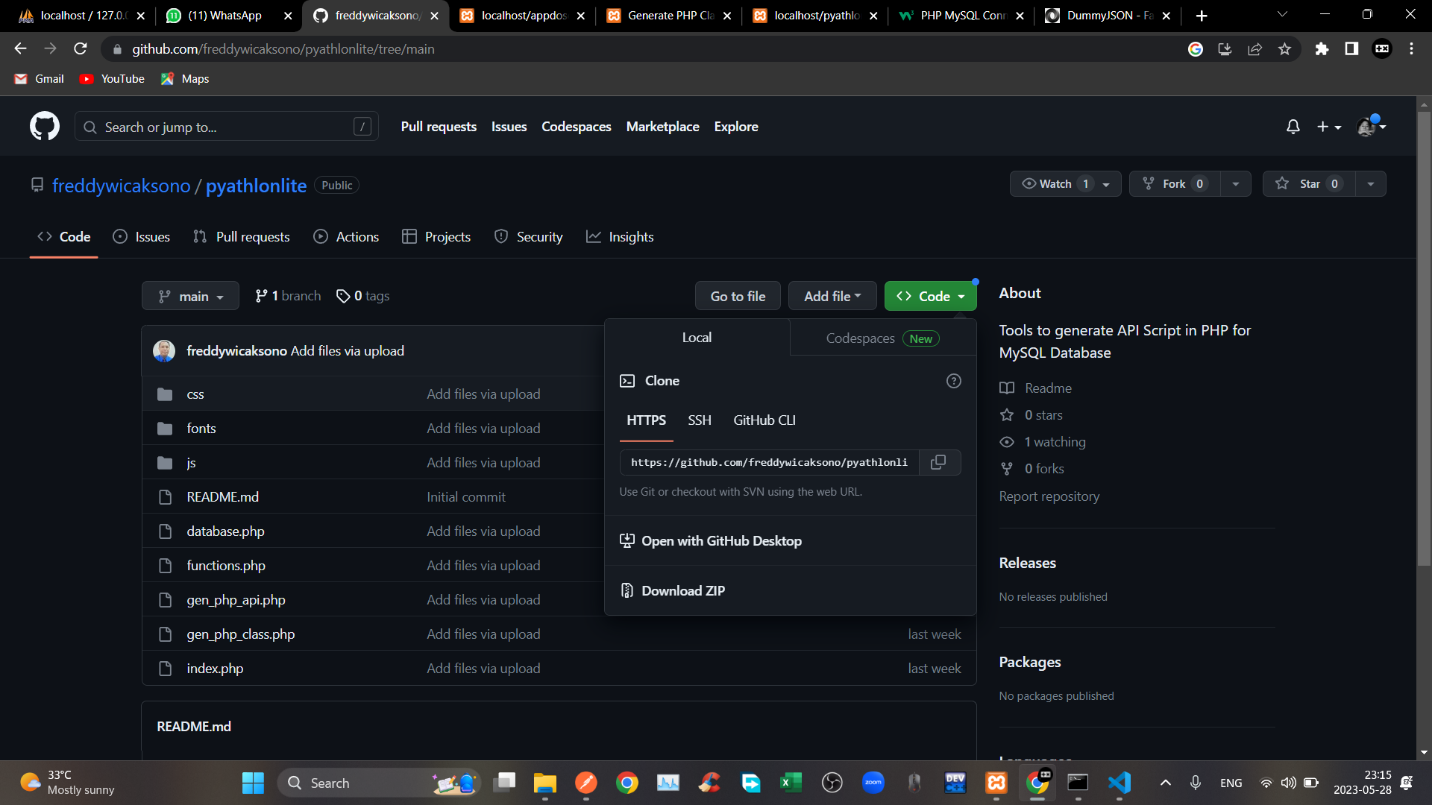 localhost / 127.0.
(11) WhatsApp
freddywicaksono/
localhost/appdos
Generate PHP Cla
localhost/pyathlo
PHP MySQL Conn
DummyJSON - Fa
github.com/freddywicaksono/pyathlonlite/tree/main
Gmail
YouTube
Maps
Search or jump to...
/
Pull requests
Issues
Codespaces
Marketplace
Explore
freddywicaksono / pyathlonlite
Public
Watch 1
Fork 0
Star 0
Code
Issues
Pull requests
Actions
Projects
Security
Insights
main
1 branch
0 tags
Go to file
Add file
Code
freddywicaksono Add files via upload
css Add files via upload
fonts Add files via upload
js Add files via upload
README.md Initial commit
database.php Add files via upload
functions.php Add files via upload
gen_php_api.php Add files via upload
gen_php_class.php Add files via upload last week
index.php Add files via upload last week
README.md
Local
Codespaces New
Clone
HTTPS
SSH
GitHub CLI
https://github.com/freddywicaksono/pyathlonli
Use Git or checkout with SVN using the web URL.
Open with GitHub Desktop
Download ZIP
About
Tools to generate API Script in PHP for
MySQL Database
Readme
0 stars
1 watching
0 forks
Report repository
Releases
No releases published
Packages
No packages published
33°C
Mostly sunny
Search
zoom
DEV
ENG
23:15
2023-05-28